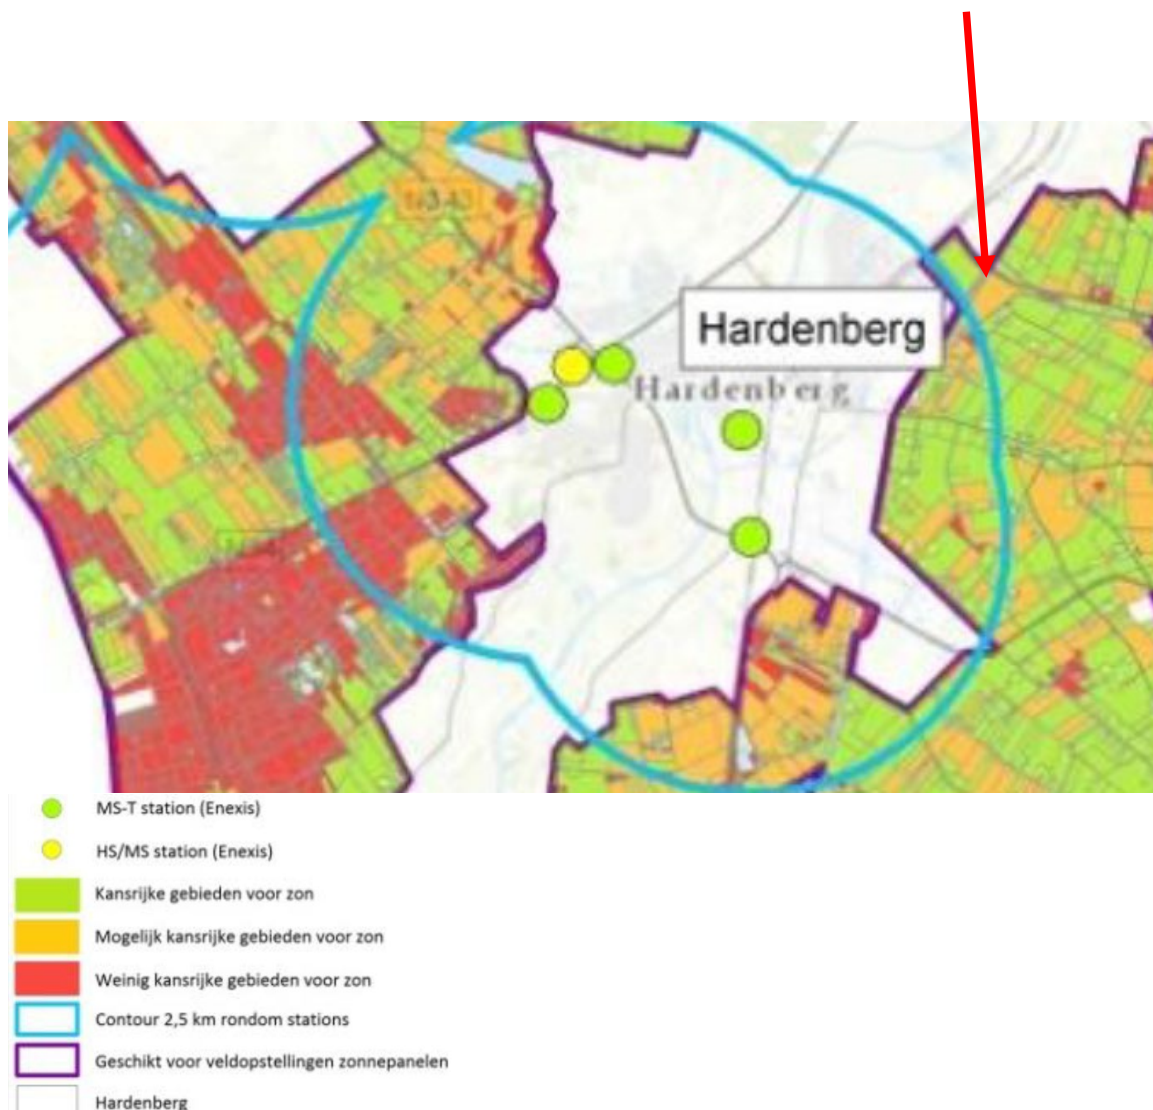 Hardenberg
Hardenberg
MS-T station (Enexis)
HS/MS station (Enexis)
Kansrijke gebieden voor zon
Mogelijk kansrijke gebieden voor zon
Weinig kansrijke gebieden voor zon
Contour 2,5 km rondom stations
Geschikt voor veldopstellingen zonnepanelen
Hardenberg